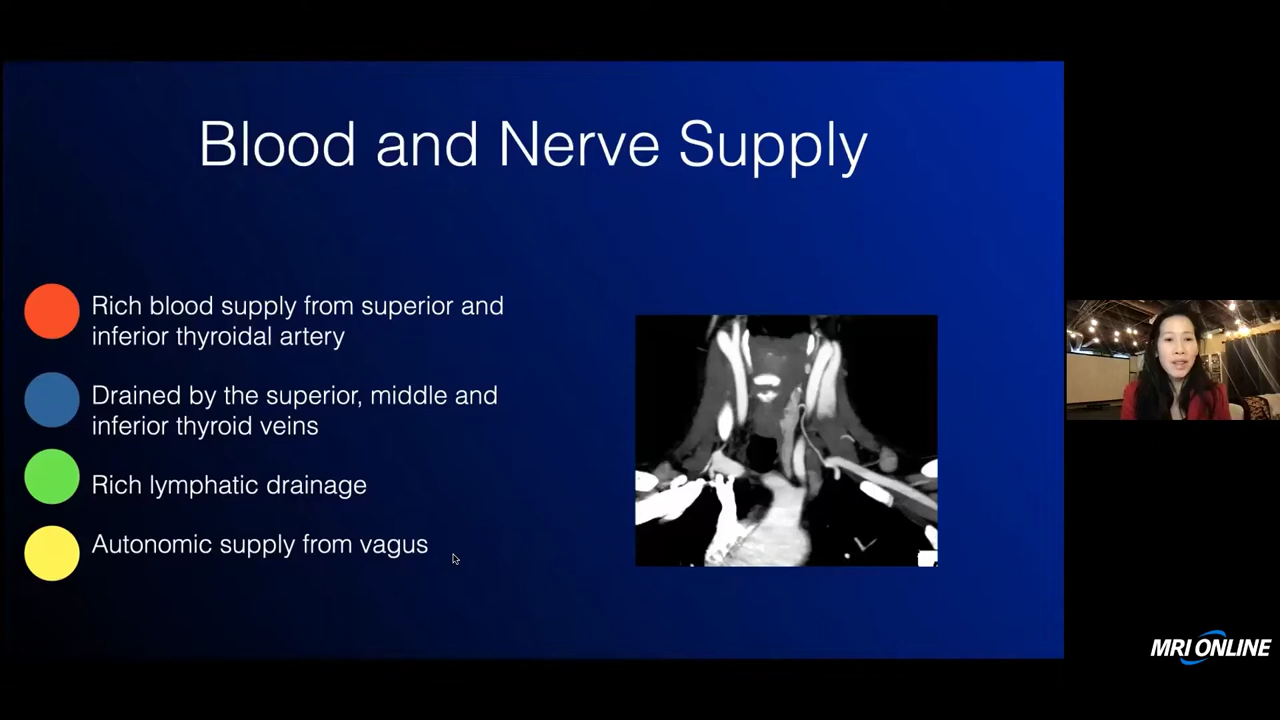 Blood and Nerve Supply
Rich blood supply from superior and
inferior thyroidal artery
Drained by the superior, middle and
inferior thyroid veins
Rich lymphatic drainage
Autonomic supply from vagus
MRI ONLINE